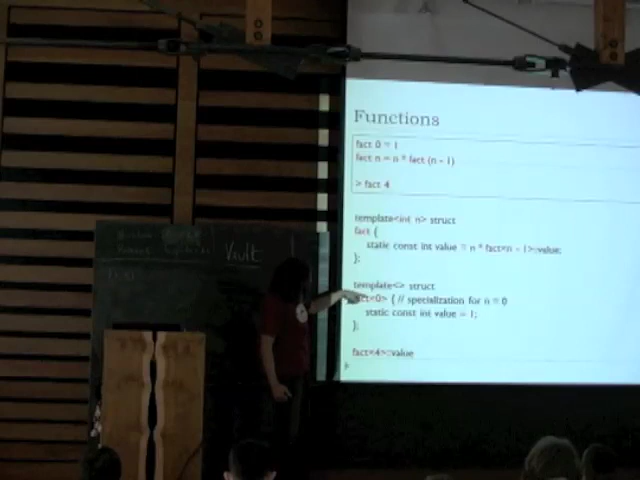 Functions
fact 0 = 1
fact n = n * fact (n - 1)
> fact 4
template<int n> struct
fact {
static const int value = n * fact<n - 1>::value;
};
template<> struct
fact<0> { // specialization for n = 0
static const int value = 1;
};
fact<4>::value
Vault